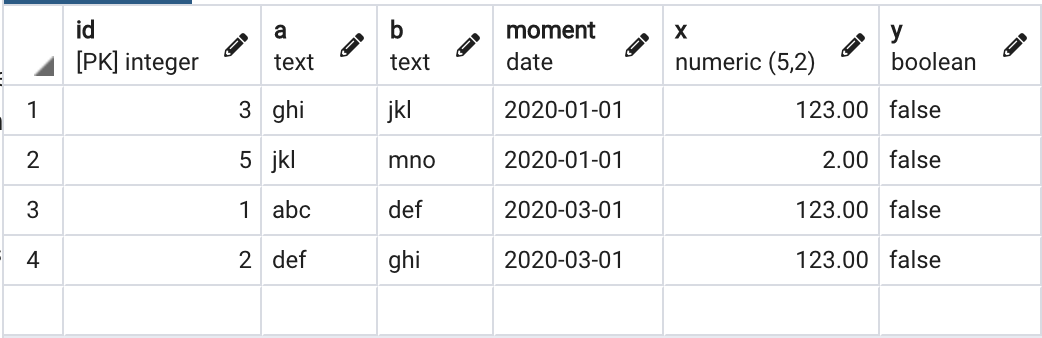 id a b moment x y
[PK] integer text text date numeric (5,2) boolean
1 3 ghi jkl 2020-01-01 123.00 false
2 5 jkl mno 2020-01-01 2.00 false
3 1 abc def 2020-03-01 123.00 false
4 2 def ghi 2020-03-01 123.00 false